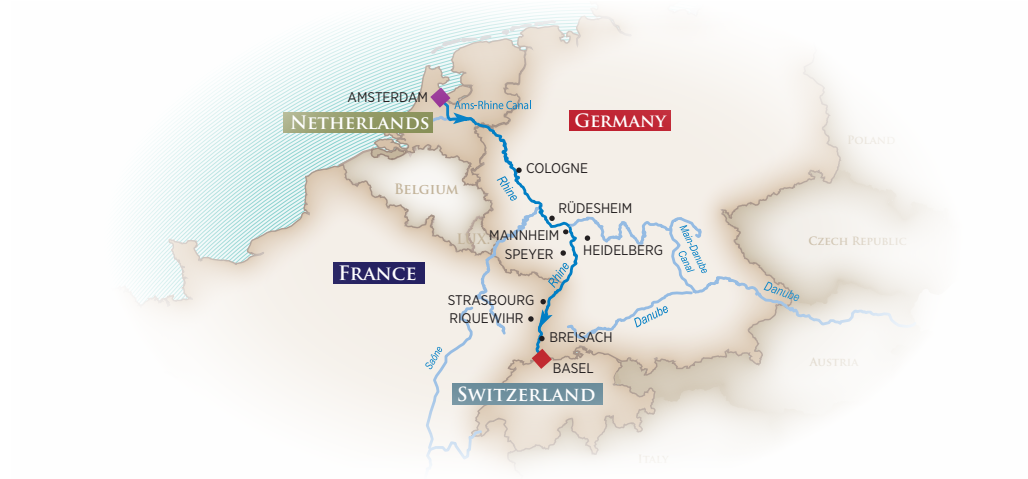 AMSTERDAM
Ams-Rhine Canal
NETHERLANDS
GERMANY
POLAND
COLOGNE
BELGIUM
Rhine
RÜDESHEIM
LUX
MANNHEIM
HEIDELBERG
Main-Danube
Canal
CZECH REPUBLIC
SPEYER
FRANCE
Rhine
Danube
STRASBOURG
RIQUEWIHR
Danube
BREISACH
Saône
BASEL
AUSTRIA
SWITZERLAND
ITALY